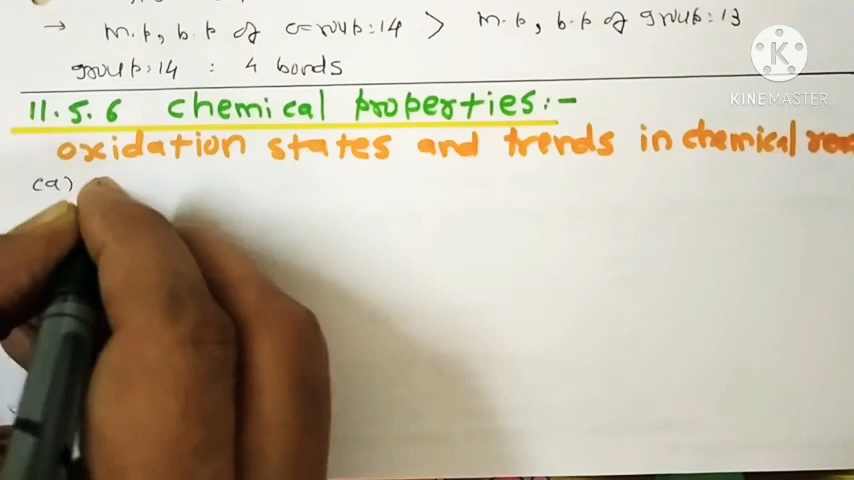 → m.p, b.p of Group:14 > m.p, b.p of group:13
group:14 : 4 bonds
11.5.6 chemical properties:-
oxidation states and trends in chemical
(a)
KINEMASTER